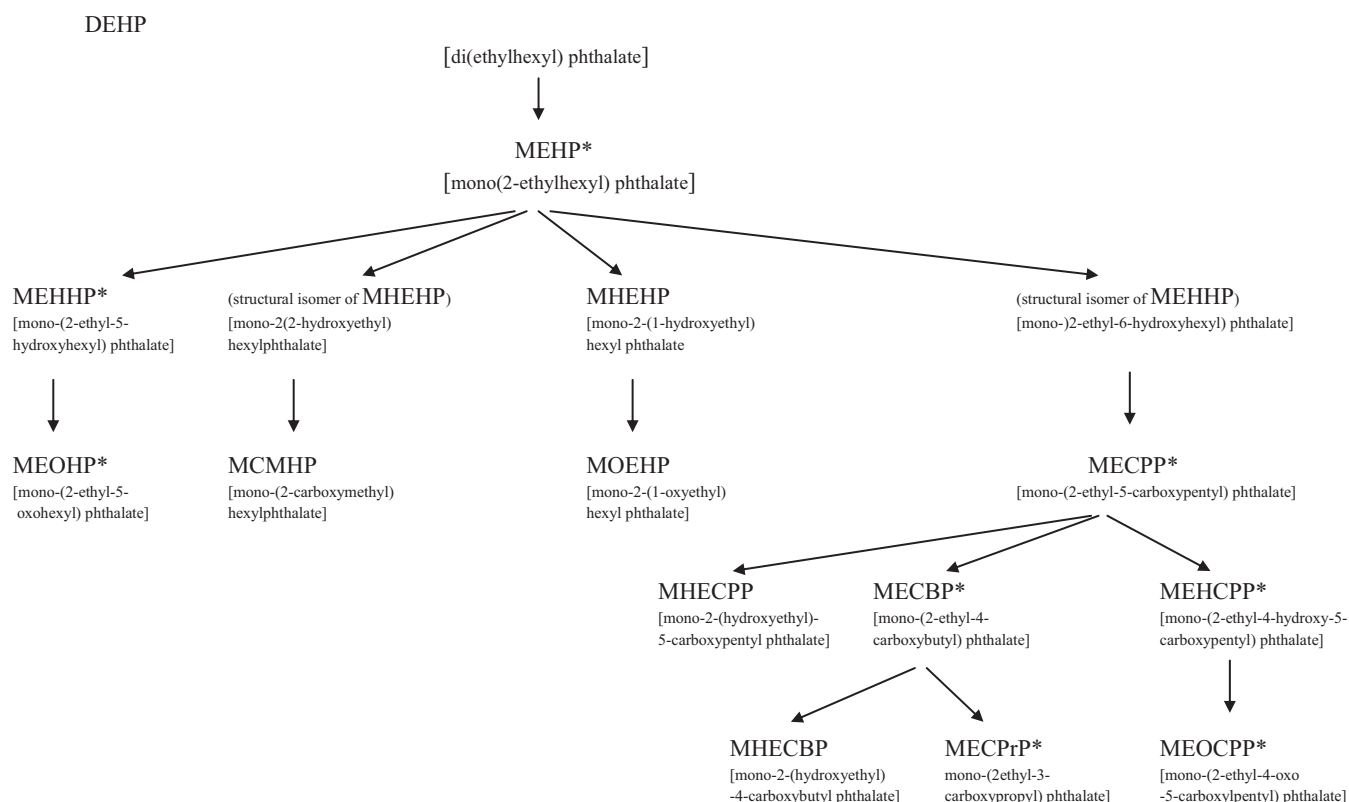 DEHP
[di(ethylhexyl) phthalate]
MEHP*
[mono(2-ethylhexyl) phthalate]
MEHHP*
[mono-(2-ethyl-5-
hydroxyhexyl) phthalate]
(structural isomer of MHEHP)
[mono-2(2-hydroxyethyl)
hexylphthalate]
MHEHP
[mono-2-(1-hydroxyethyl)
hexyl phthalate
(structural isomer of MEHHP)
[mono-)2-ethyl-6-hydroxyhexyl) phthalate]
MEOHP*
[mono-(2-ethyl-5-
oxohexyl) phthalate]
MCMHP
[mono-(2-carboxymethyl)
hexylphthalate]
MOEHP
[mono-2-(1-oxyethyl)
hexyl phthalate]
MECPP*
[mono-(2-ethyl-5-carboxypentyl) phthalate]
MHECPP
[mono-2-(hydroxyethyl)-
5-carboxypentyl phthalate]
MECBP*
[mono-(2-ethyl-4-
carboxybutyl) phthalate]
MEHCPP*
[mono-(2-ethyl-4-hydroxy-5-
carboxypentyl) phthalate]
MHECBP
[mono-2-(hydroxyethyl)
-4-carboxybutyl phthalate]
MECPrP*
mono-(2ethyl-3-
carboxypropyl) phthalate]
MEOCPP*
[mono-(2-ethyl-4-oxo
-5-carboxylpentyl) phthalate]